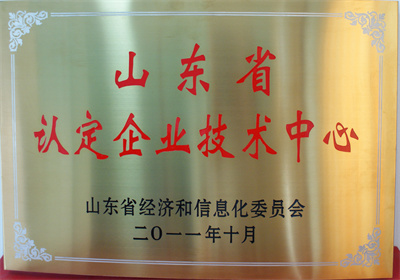 山东省
认定企业技术中心
山东省经济和信息化委员会
二〇一一年十月